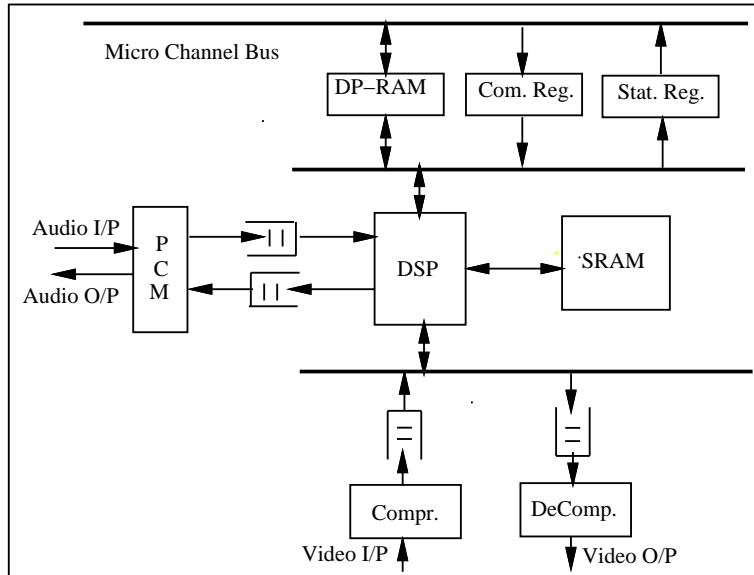 Micro Channel Bus
DP–RAM
Com. Reg.
Stat. Reg.
Audio I/P
Audio O/P
P
C
M
DSP
SRAM
Compr.
DeComp.
Video I/P
Video O/P